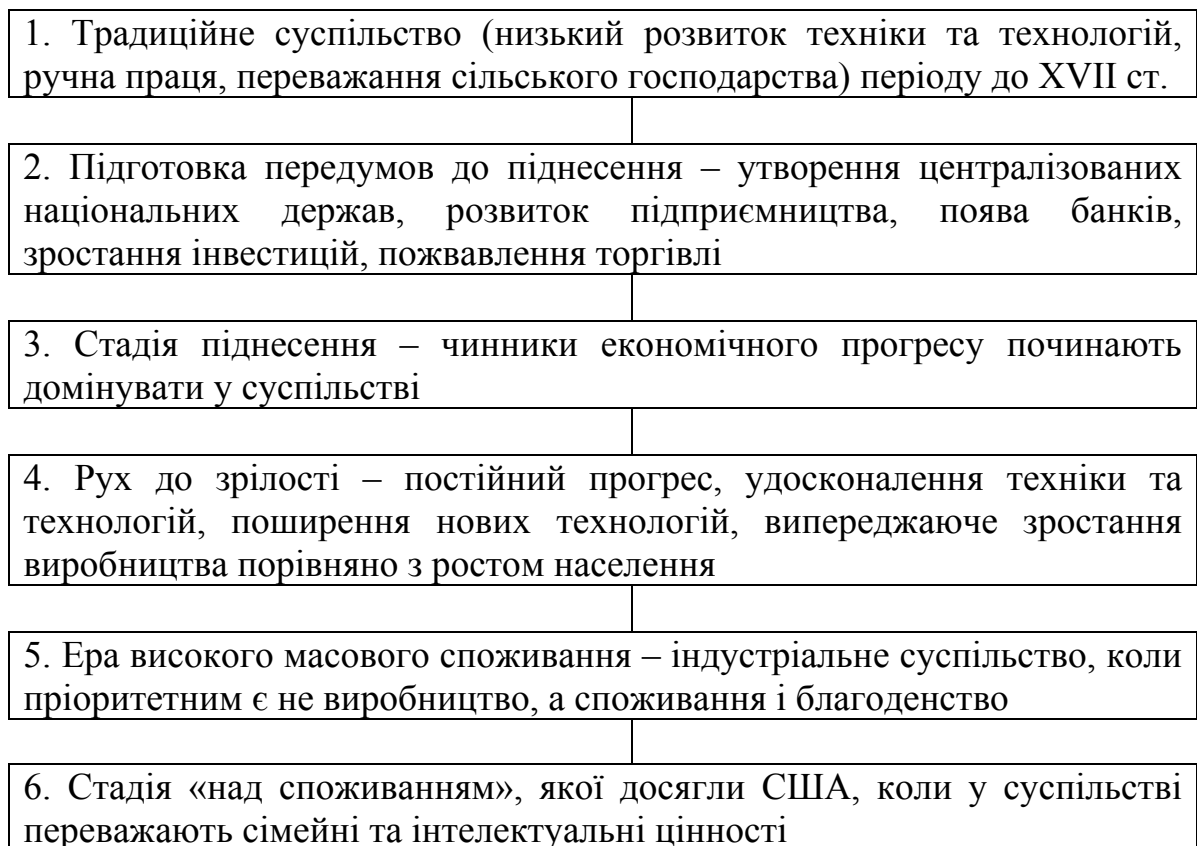 1. Традиційне суспільство (низький розвиток техніки та технологій,
ручна праця, переважання сільського господарства) періоду до XVII ст.
2. Підготовка передумов до піднесення – утворення централізованих
національних держав, розвиток підприємництва, поява банків,
зростання інвестицій, пожвавлення торгівлі
3. Стадія піднесення – чинники економічного прогресу починають
домінувати у суспільстві
4. Рух до зрілості – постійний прогрес, удосконалення техніки та
технологій, поширення нових технологій, випереджаюче зростання
виробництва порівняно з ростом населення
5. Ера високого масового споживання – індустріальне суспільство, коли
пріоритетним є не виробництво, а споживання і благоденство
6. Стадія «над споживанням», якої досягли США, коли у суспільстві
переважають сімейні та інтелектуальні цінності